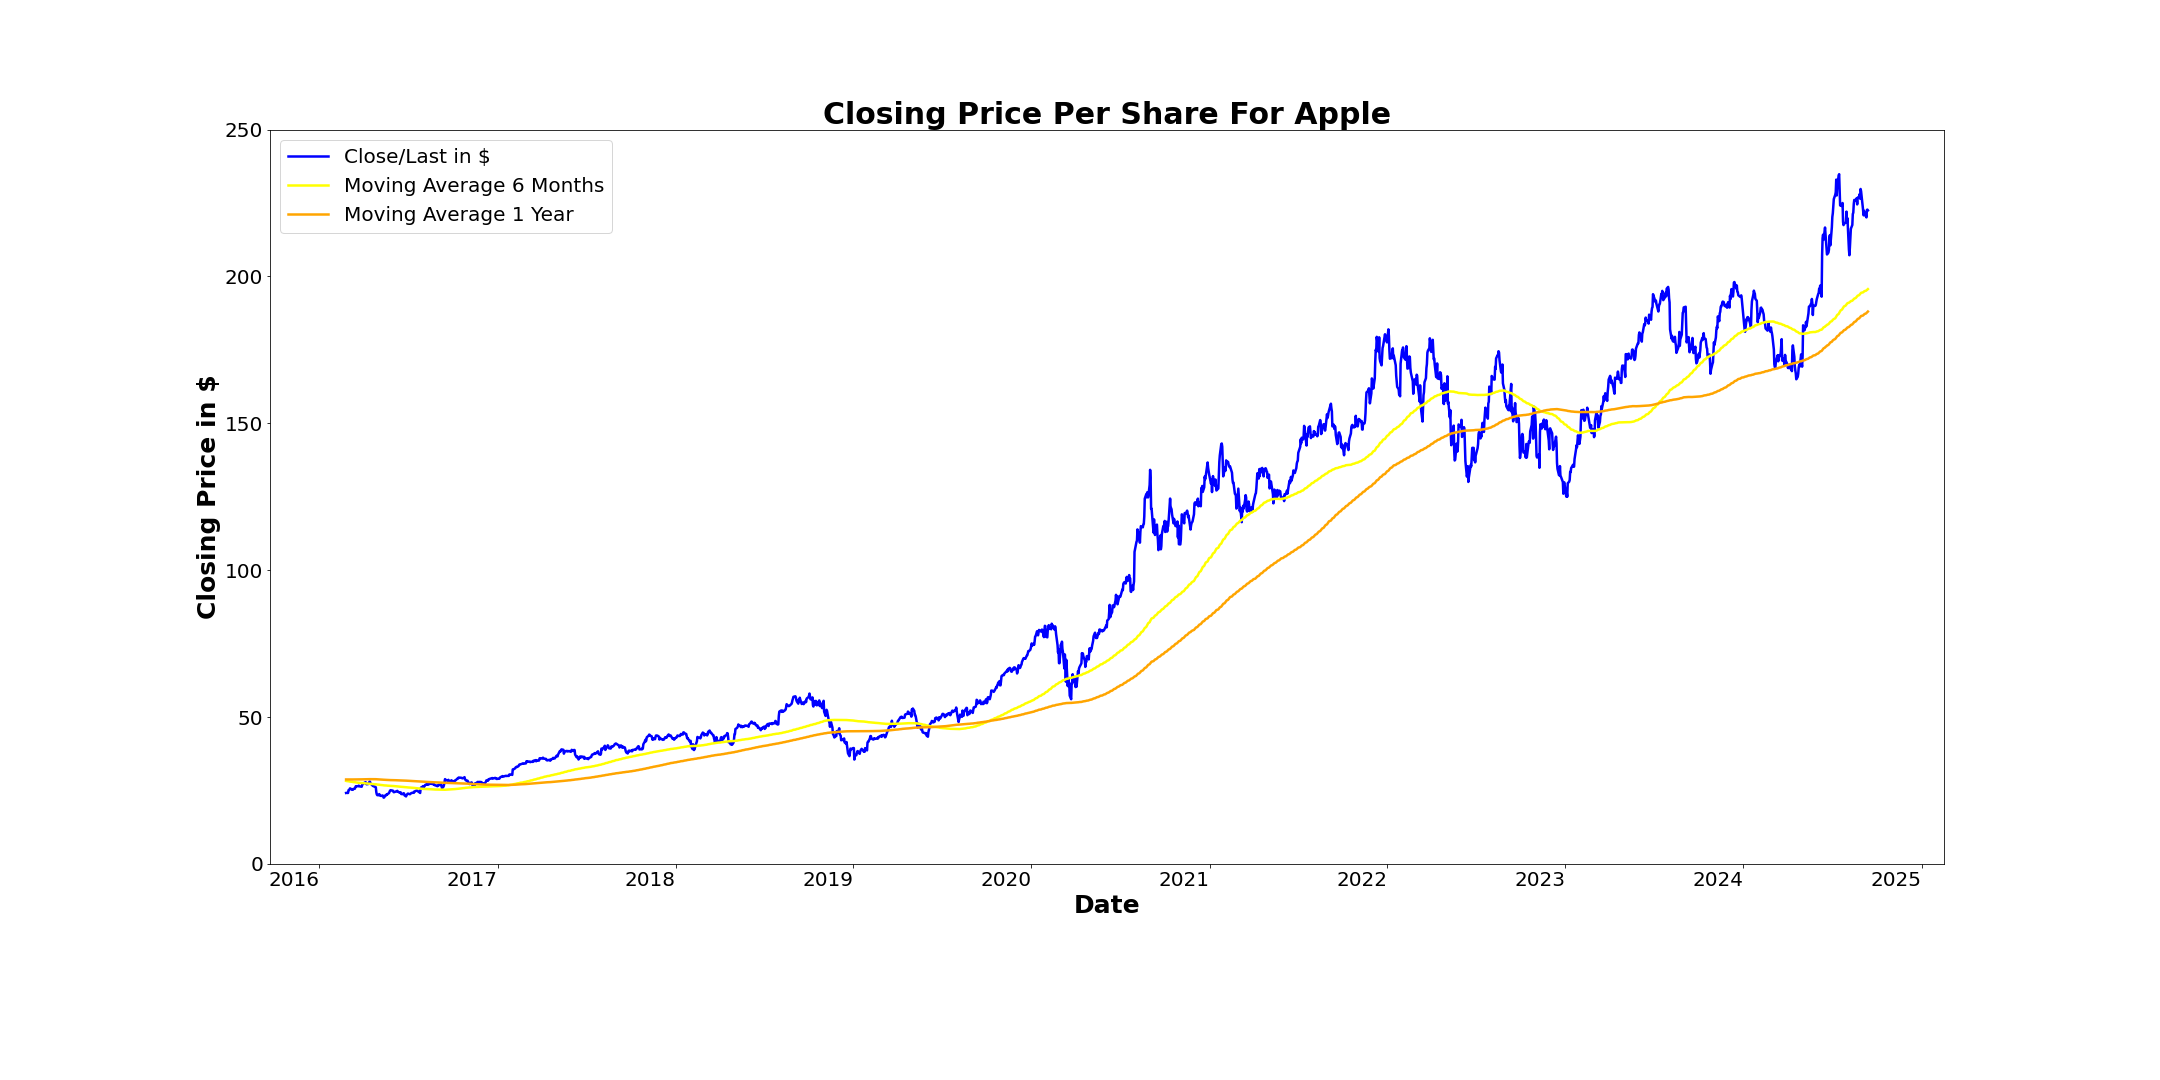 Closing Price Per Share For Apple
Close/Last in $
Moving Average 6 Months
Moving Average 1 Year
Closing Price in $
250
200
150
100
50
0
2016 2017 2018 2019 2020 2021 2022 2023 2024 2025
Date